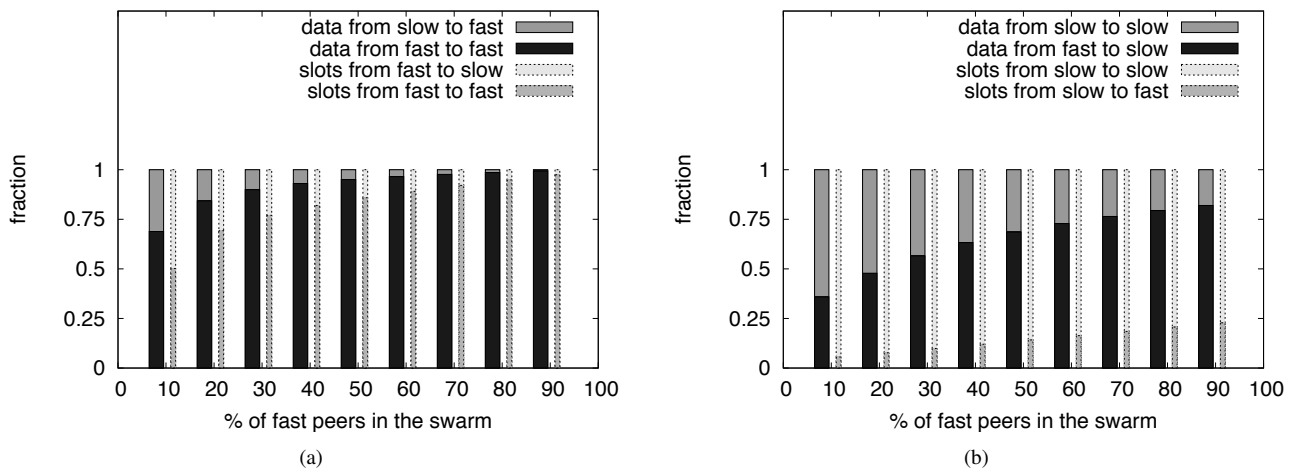 data from slow to fast
data from fast to fast
slots from fast to slow
slots from fast to fast
1
0.75
0.5
0.25
0
fraction
0 10 20 30 40 50 60 70 80 90 100
% of fast peers in the swarm
(a)
data from slow to slow
data from fast to slow
slots from slow to slow
slots from slow to fast
1
0.75
0.5
0.25
0
fraction
0 10 20 30 40 50 60 70 80 90 100
% of fast peers in the swarm
(b)